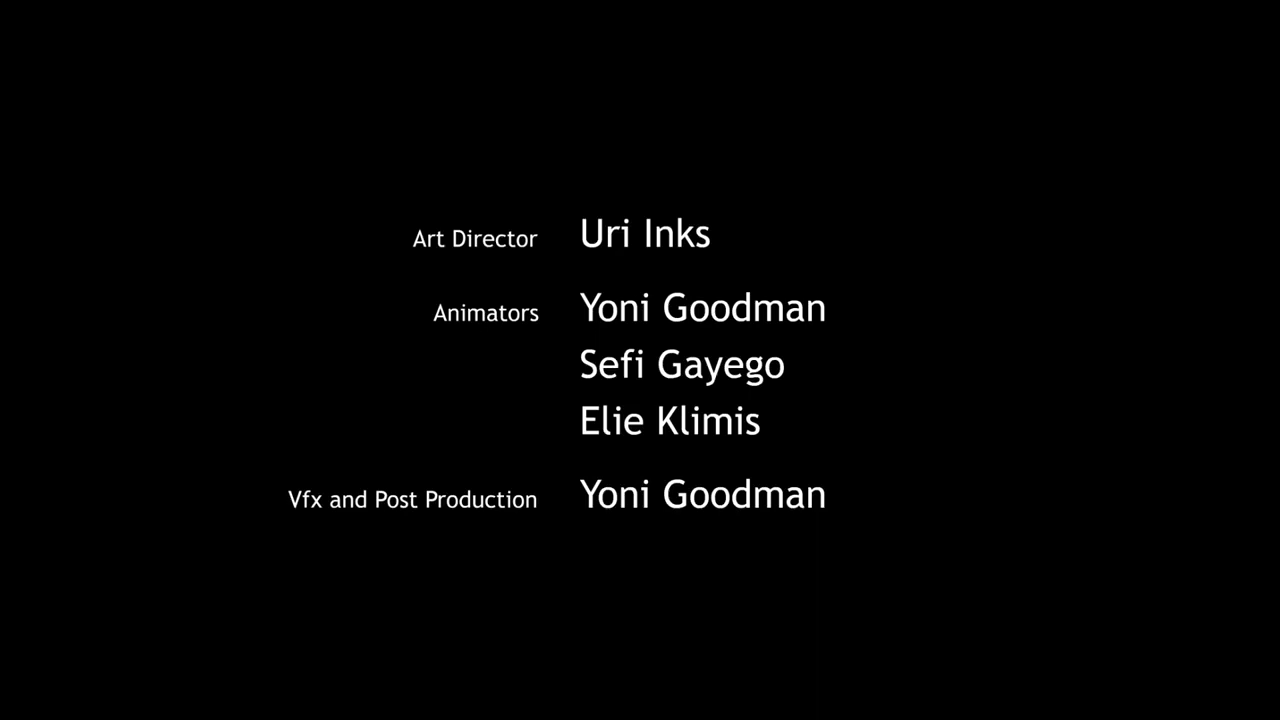 Art Director Uri Inks
Animators Yoni Goodman
Sefi Gayego
Elie Klimis
Vfx and Post Production Yoni Goodman